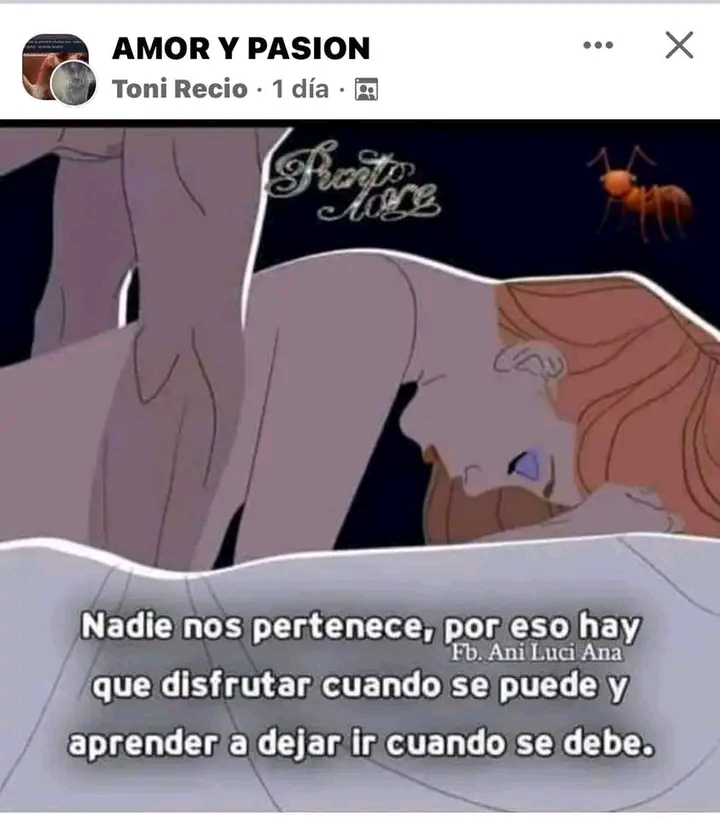 AMOR Y PASION
Toni Recio · 1 día ·
Nadie nos pertenece, por eso hay
Fb. Ani Luci Ana
que disfrutar cuando se puede y
aprender a dejar ir cuando se debe.